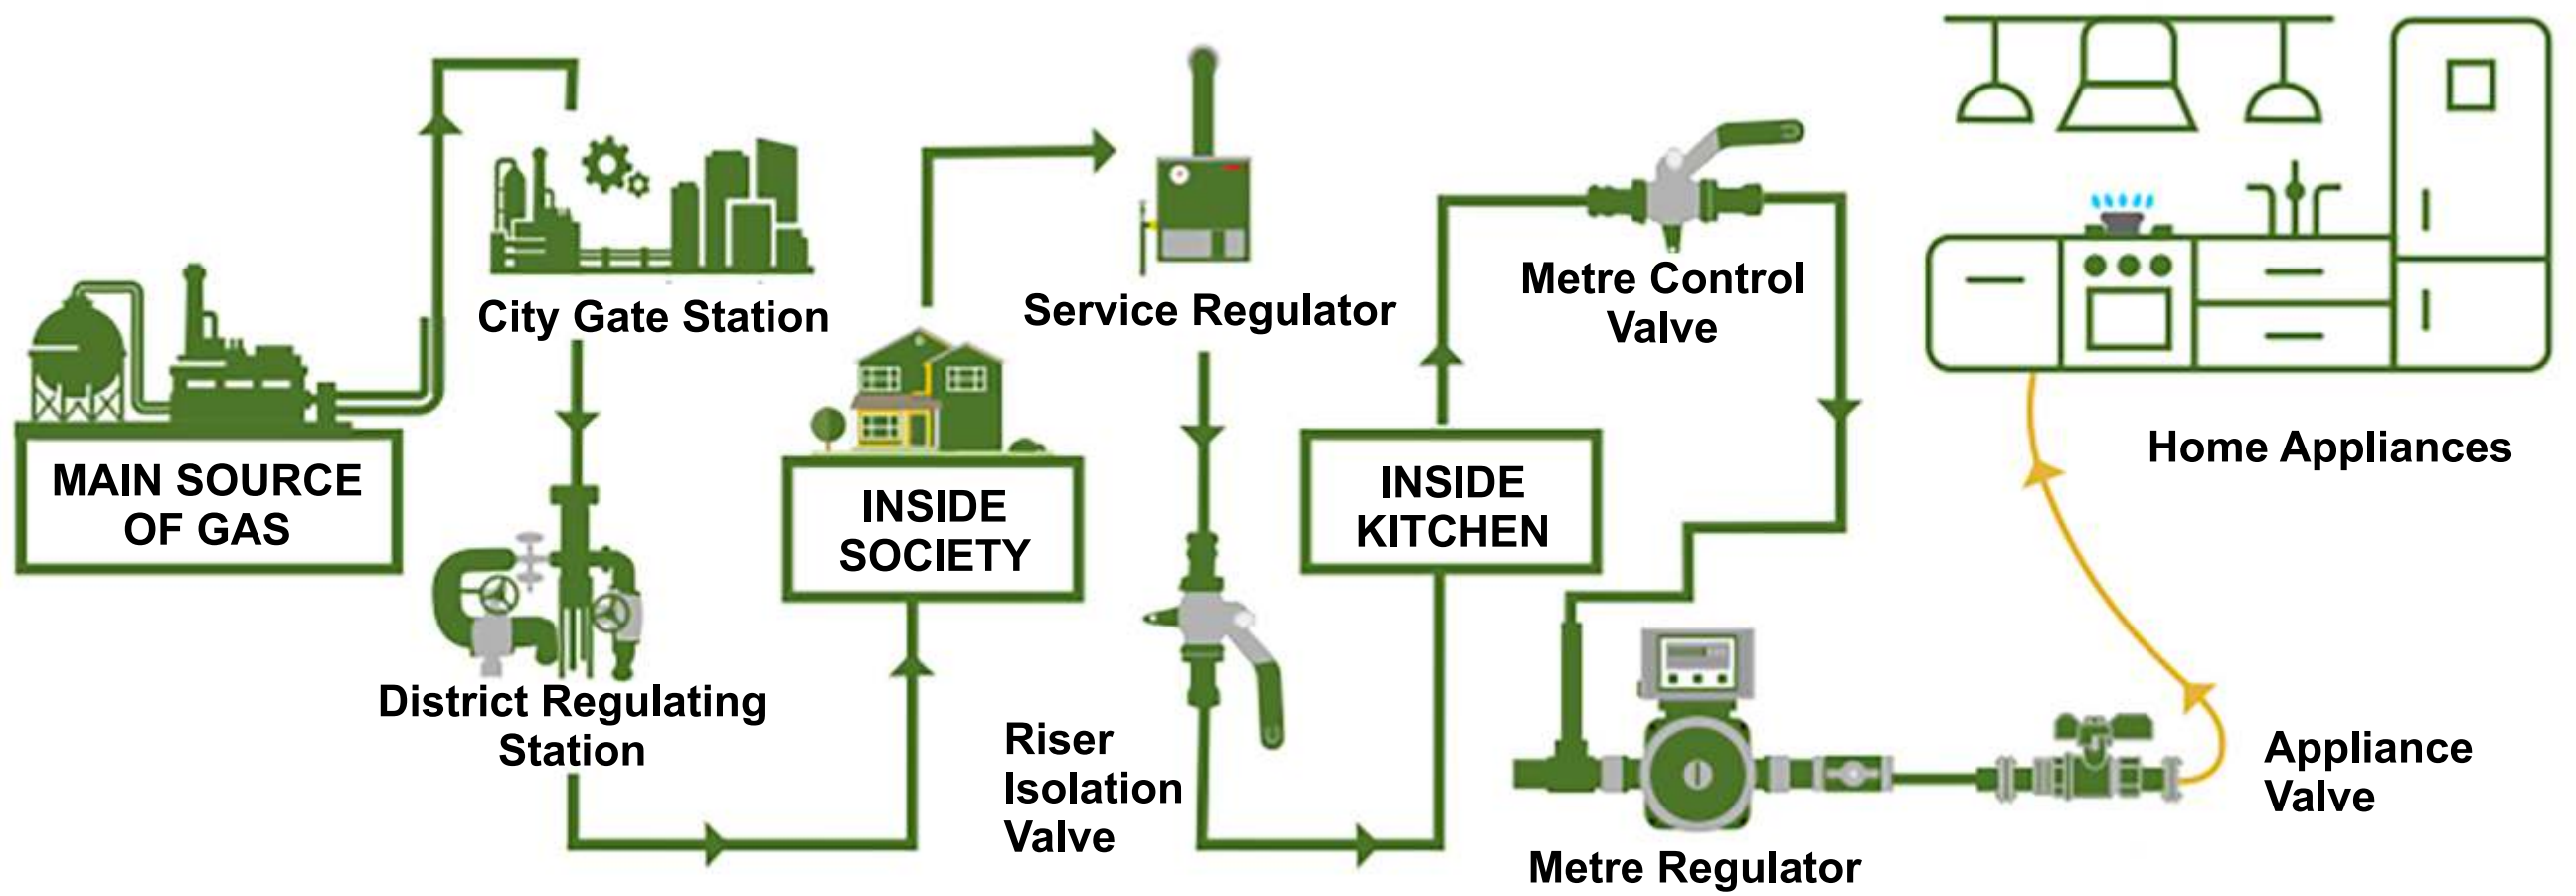 MAIN SOURCE
OF GAS
City Gate Station
District Regulating
Station
INSIDE
SOCIETY
Service Regulator
Riser
Isolation
Valve
INSIDE
KITCHEN
Metre Control
Valve
Metre Regulator
Appliance
Valve
Home Appliances